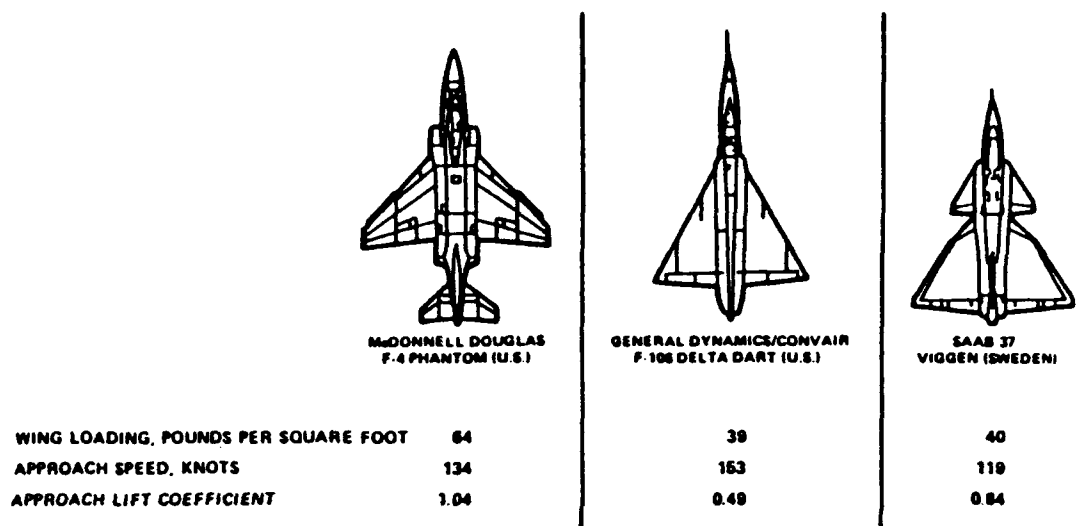 McDONNELL DOUGLAS
F-4 PHANTOM (U.S.)
GENERAL DYNAMICS/CONVAIR
F-106 DELTA DART (U.S.)
SAAB 37
VIGGEN (SWEDEN)
WING LOADING, POUNDS PER SQUARE FOOT 64 39 40
APPROACH SPEED, KNOTS 134 153 119
APPROACH LIFT COEFFICIENT 1.04 0.49 0.84